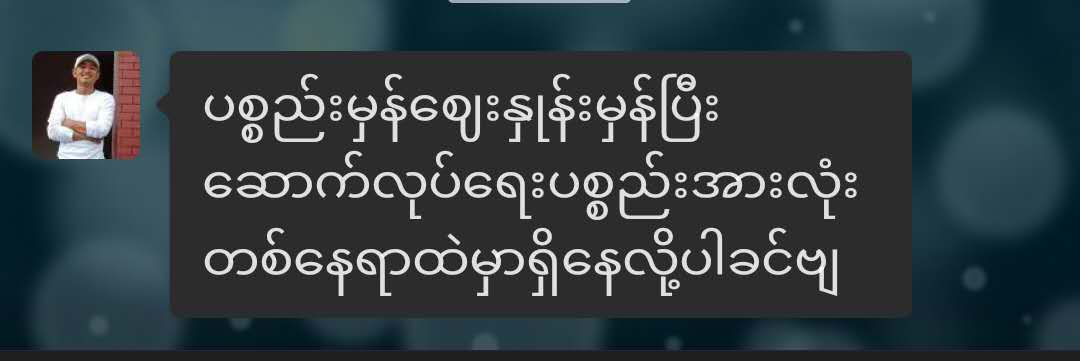 ပစ္စည်းမှန်ဈေးနှုန်းမှန်ပြီး
ဆောက်လုပ်ရေးပစ္စည်းအားလုံး
တစ်နေရာထဲမှာရှိနေလို့ပါခင်ဗျ